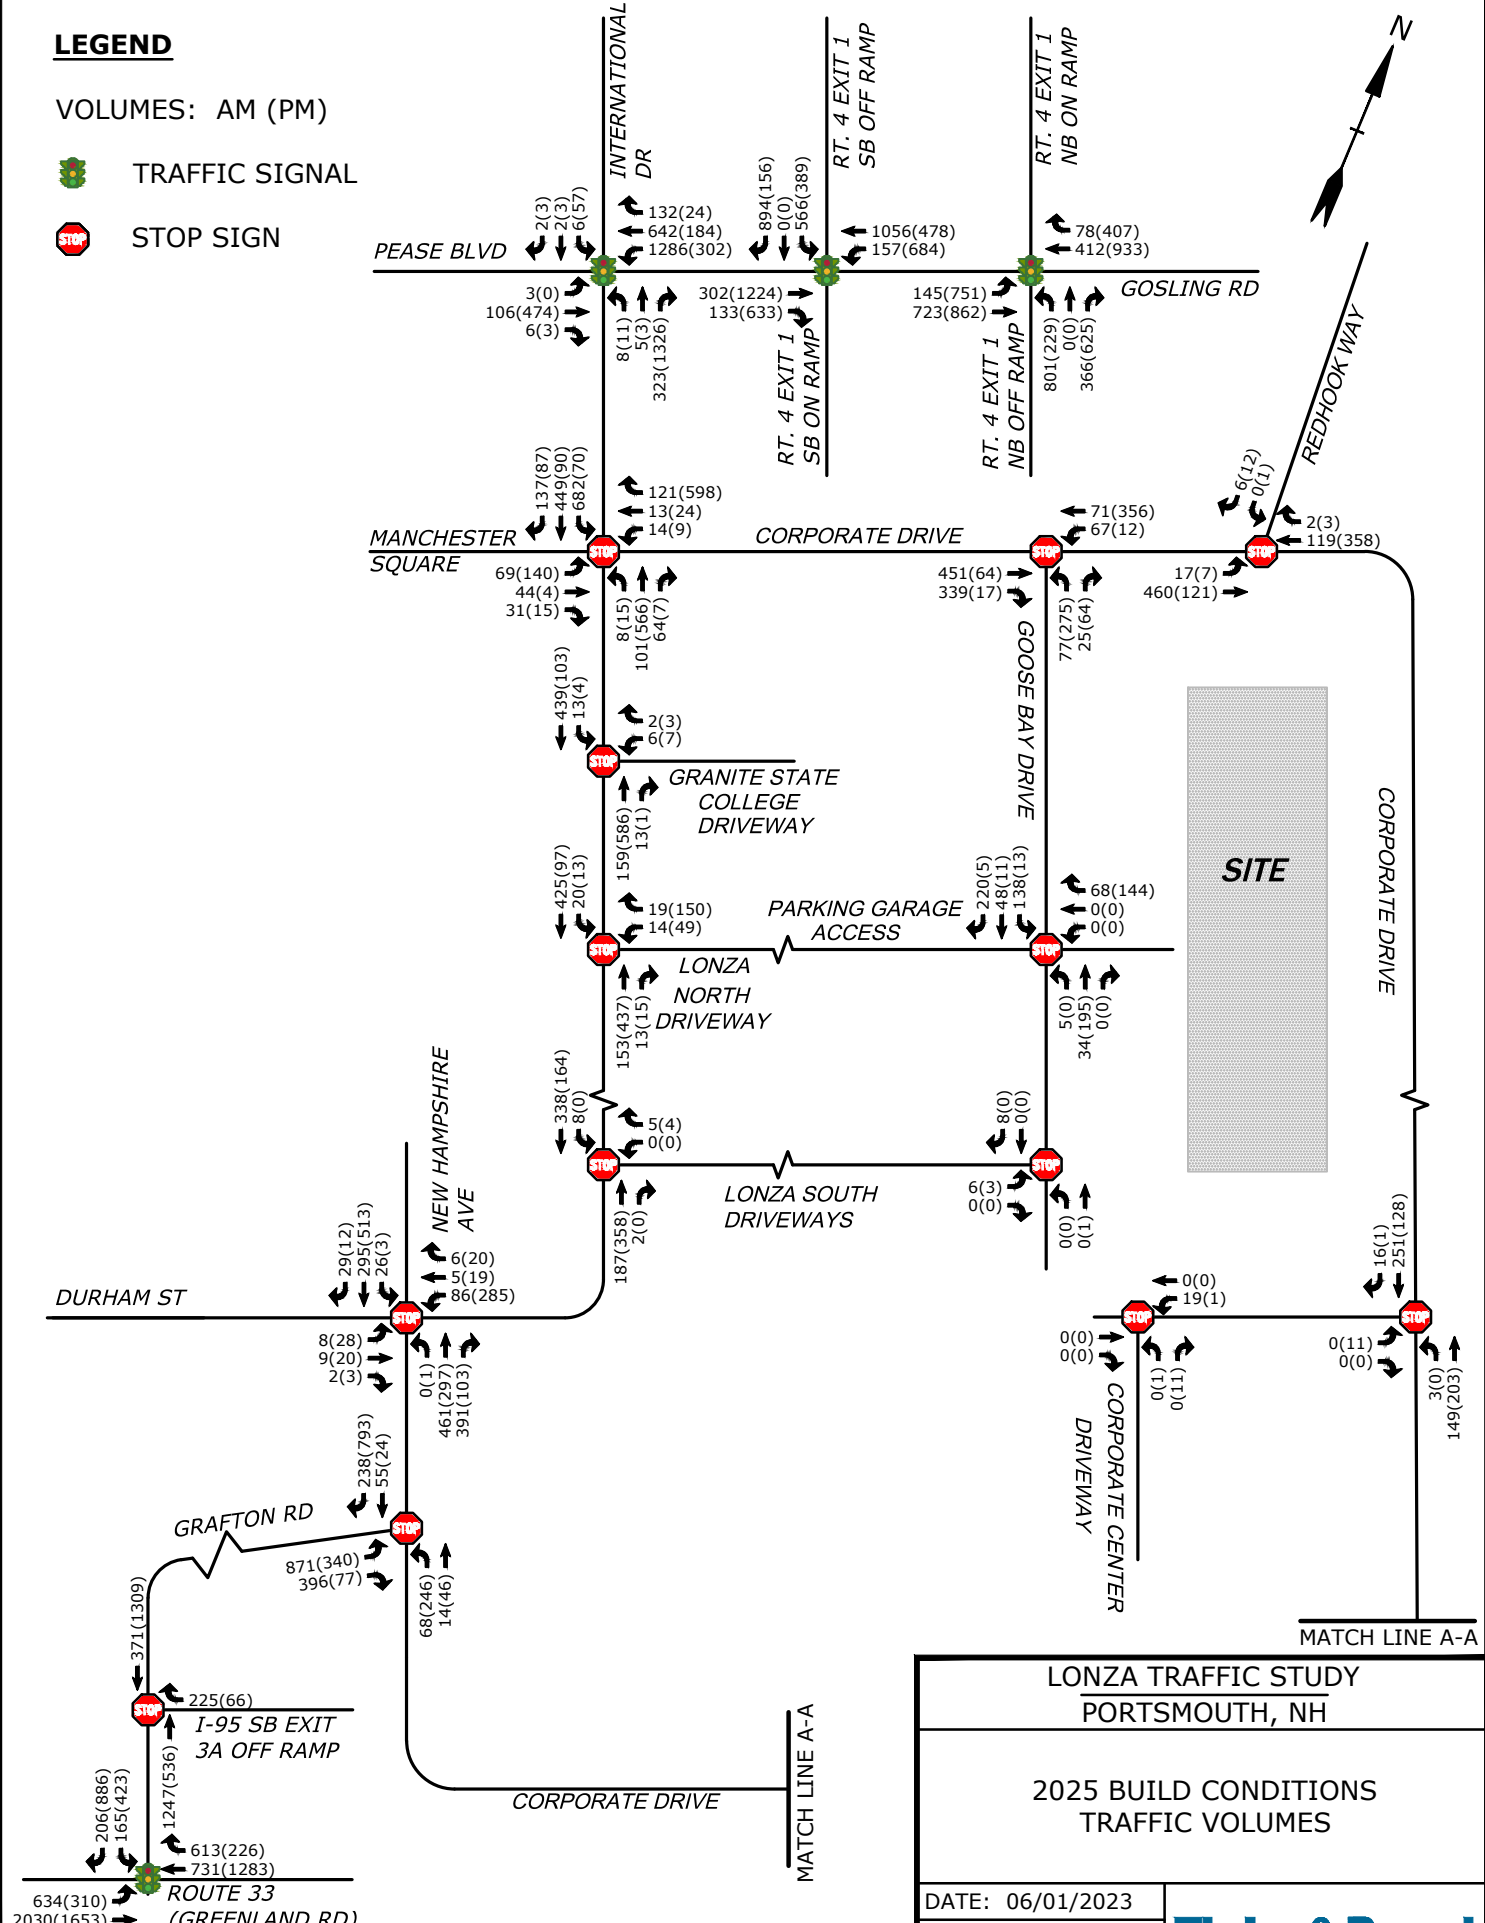 LEGEND
VOLUMES: AM (PM)
TRAFFIC SIGNAL
STOP
STOP SIGN
INTERNATIONAL
DR
RT. 4 EXIT 1
SB OFF RAMP
RT. 4 EXIT 1
NB ON RAMP
N
2(3)
2(3)
6(57)
132(24)
642(184)
1286(302)
894(156)
0(0)
566(389)
1056(478)
157(684)
78(407)
412(933)
PEASE BLVD
GOSLING RD
3(0)
106(474)
6(3)
8(11)
5(3)
323(1326)
302(1224)
133(633)
RT. 4 EXIT 1
SB ON RAMP
145(751)
723(862)
RT. 4 EXIT 1
NB OFF RAMP
801(229)
0(0)
366(625)
REDHOOK WAY
137(87)
449(90)
682(70)
121(598)
13(24)
14(9)
MANCHESTER
SQUARE
STOP
CORPORATE DRIVE
71(356)
67(12)
STOP
6(12)
0(1)
2(3)
119(358)
STOP
69(140)
44(4)
31(15)
8(15)
101(566)
64(7)
451(64)
339(17)
77(275)
25(64)
17(7)
460(121)
GOOSE BAY DRIVE
439(103)
13(4)
2(3)
6(7)
STOP
GRANITE STATE
COLLEGE
DRIVEWAY
159(586)
13(1)
SITE
CORPORATE DRIVE
425(97)
20(13)
19(150)
14(49)
STOP
PARKING GARAGE
ACCESS
220(5)
48(11)
138(13)
68(144)
0(0)
0(0)
STOP
LONZA
NORTH
DRIVEWAY
153(437)
13(15)
5(0)
34(195)
0(0)
338(164)
8(0)
5(4)
0(0)
STOP
LONZA SOUTH
DRIVEWAYS
187(358)
2(0)
8(0)
0(0)
STOP
6(3)
0(0)
0(0)
0(1)
NEW HAMPSHIRE
AVE
29(12)
295(513)
26(3)
6(20)
5(19)
86(285)
DURHAM ST
STOP
8(28)
9(20)
2(3)
0(1)
461(297)
391(103)
0(0)
19(1)
STOP
0(0)
0(0)
0(1)
0(11)
CORPORATE CENTER
DRIVEWAY
16(1)
251(128)
STOP
0(11)
0(0)
3(0)
149(203)
238(793)
55(24)
GRAFTON RD
STOP
871(340)
396(77)
68(246)
14(46)
371(1309)
STOP
225(66)
I-95 SB EXIT
3A OFF RAMP
1247(536)
206(886)
165(423)
613(226)
731(1283)
634(310)
2030(1653)
ROUTE 33
(GREENLAND RD)
CORPORATE DRIVE
MATCH LINE A-A
MATCH LINE A-A
LONZA TRAFFIC STUDY
PORTSMOUTH, NH
2025 BUILD CONDITIONS
TRAFFIC VOLUMES
DATE: 06/01/2023